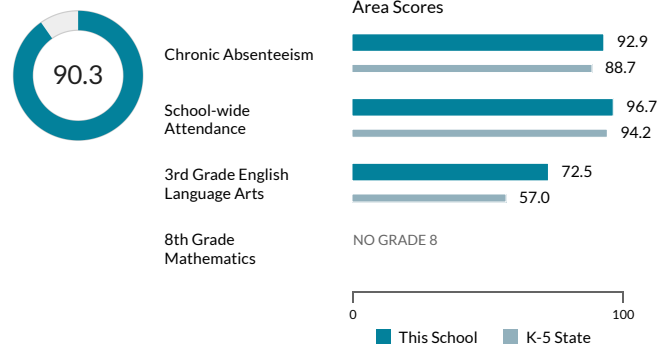 Area Scores
90.3
Chronic Absenteeism
92.9
88.7
School-wide
Attendance
96.7
94.2
3rd Grade English
Language Arts
72.5
57.0
8th Grade
Mathematics
NO GRADE 8
0 100
This School K-5 State